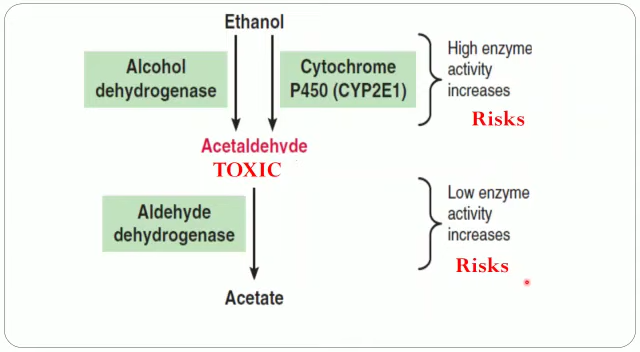 Ethanol
Alcohol
dehydrogenase
Cytochrome
P450 (CYP2E1)
High enzyme
activity
increases
Risks
Acetaldehyde
TOXIC
Aldehyde
dehydrogenase
Low enzyme
activity
increases
Risks
Acetate